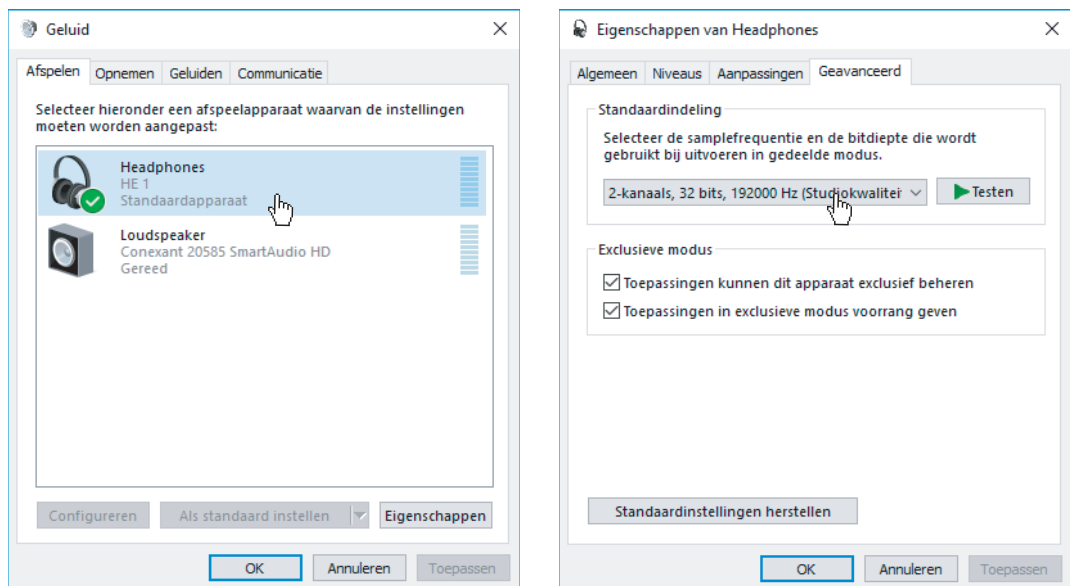 Geluid
Afspelen Opnemen Geluiden Communicatie
Selecteer hieronder een afspeelapparaat waarvan de instellingen
moeten worden aangepast:
Headphones
HE 1
Standaardapparaat
Loudspeaker
Conexant 20585 SmartAudio HD
Gereed
Configureren Als standaard instellen Eigenschappen
OK Annuleren Toepassen
Eigenschappen van Headphones
Algemeen Niveaus Aanpassingen Geavanceerd
Standaardindeling
Selecteer de samplefrequentie en de bitdiepte die wordt
gebruikt bij uitvoeren in gedeelde modus.
2-kanaals, 32 bits, 192000 Hz (Studiokwaliteit
Testen
Exclusieve modus
Toepassingen kunnen dit apparaat exclusief beheren
Toepassingen in exclusieve modus voorrang geven
Standaardinstellingen herstellen
OK Annuleren Toepassen